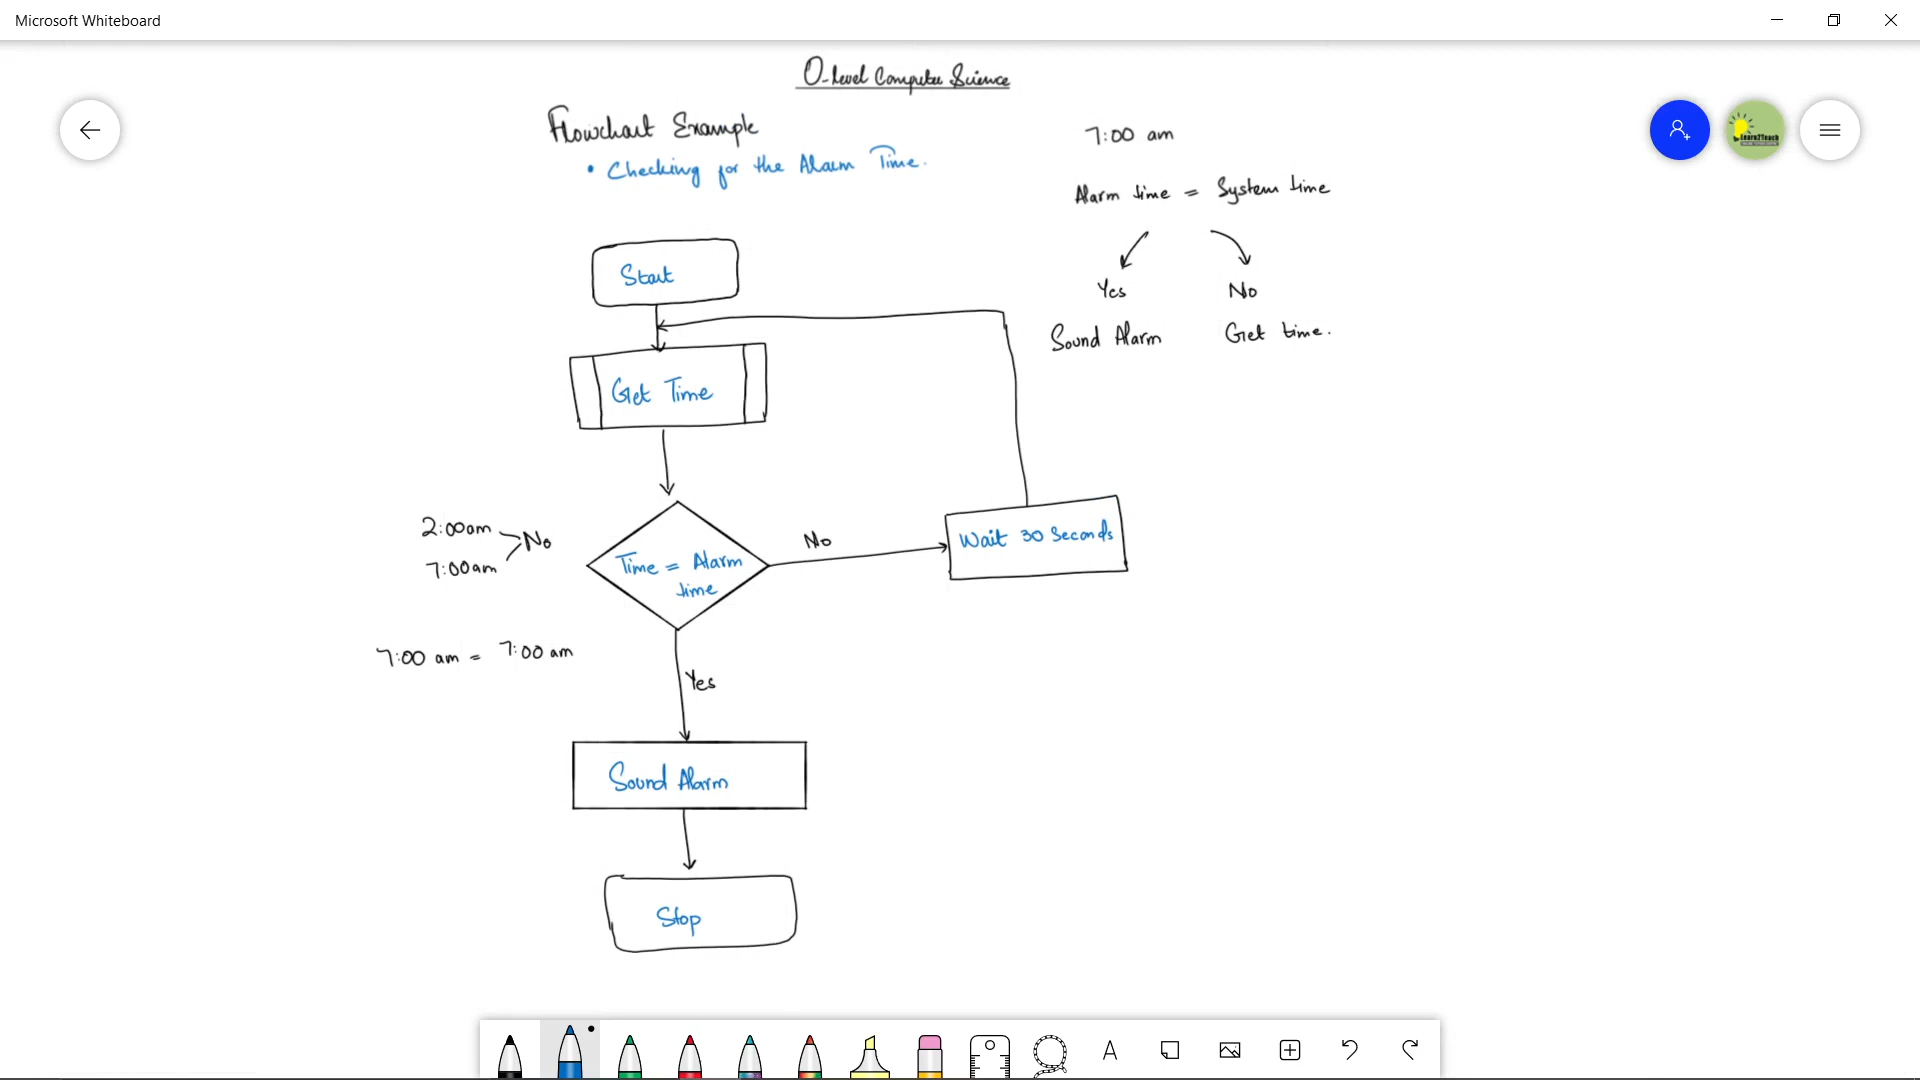 Microsoft Whiteboard
O-level Computer Science
Flowchart Example
• Checking for the Alarm Time.
7:00 am
Alarm time = System time
Yes No
Sound Alarm Get time.
Start
Get Time
2:00am
7:00am
No
Time = Alarm
time
No
Wait 30 Seconds
7:00 am = 7:00 am
Yes
Sound Alarm
Stop
Learn2Teach